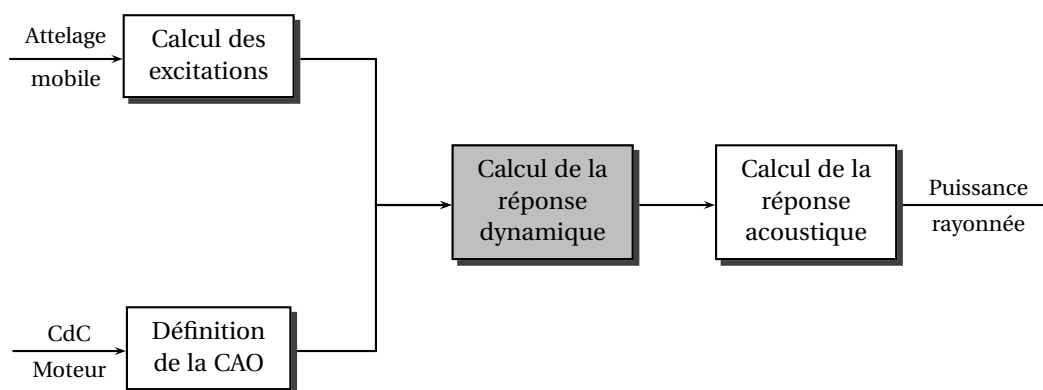 Attelage
mobile
Calcul des
excitations
Calcul de la
réponse
dynamique
Calcul de la
réponse
acoustique
Puissance
rayonnée
CdC
Moteur
Définition
de la CAO